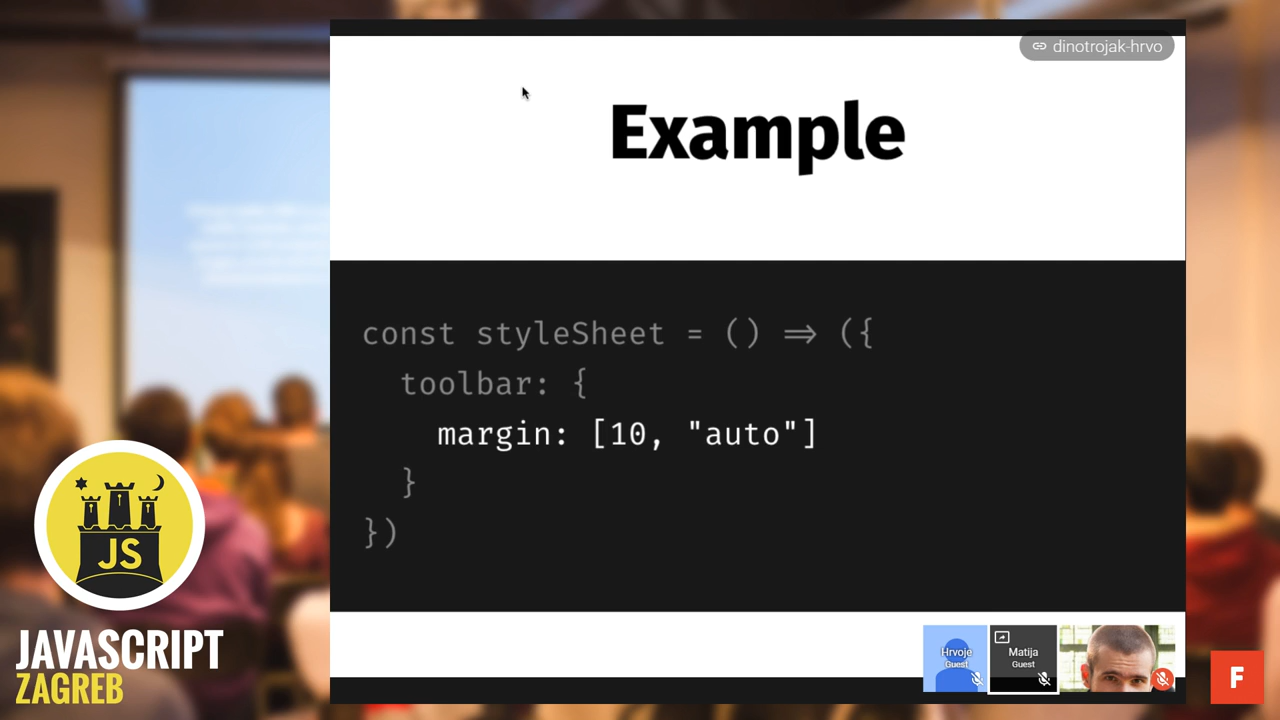 dinotrojak-hrvo
Example
const styleSheet = () => ({
toolbar: {
margin: [10, "auto"]
}
})
JS
JAVASCRIPT
ZAGREB
Hrvoje
Guest
Matija
Guest
F